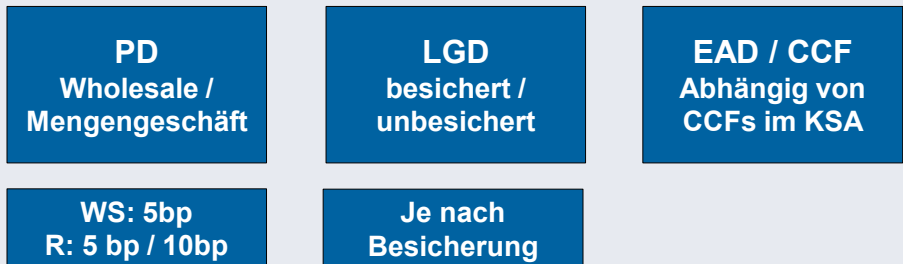 PD
Wholesale /
Mengengeschäft
LGD
besichert /
unbesichert
EAD / CCF
Abhängig von
CCFs im KSA
WS: 5bp
R: 5 bp / 10bp
Je nach
Besicherung